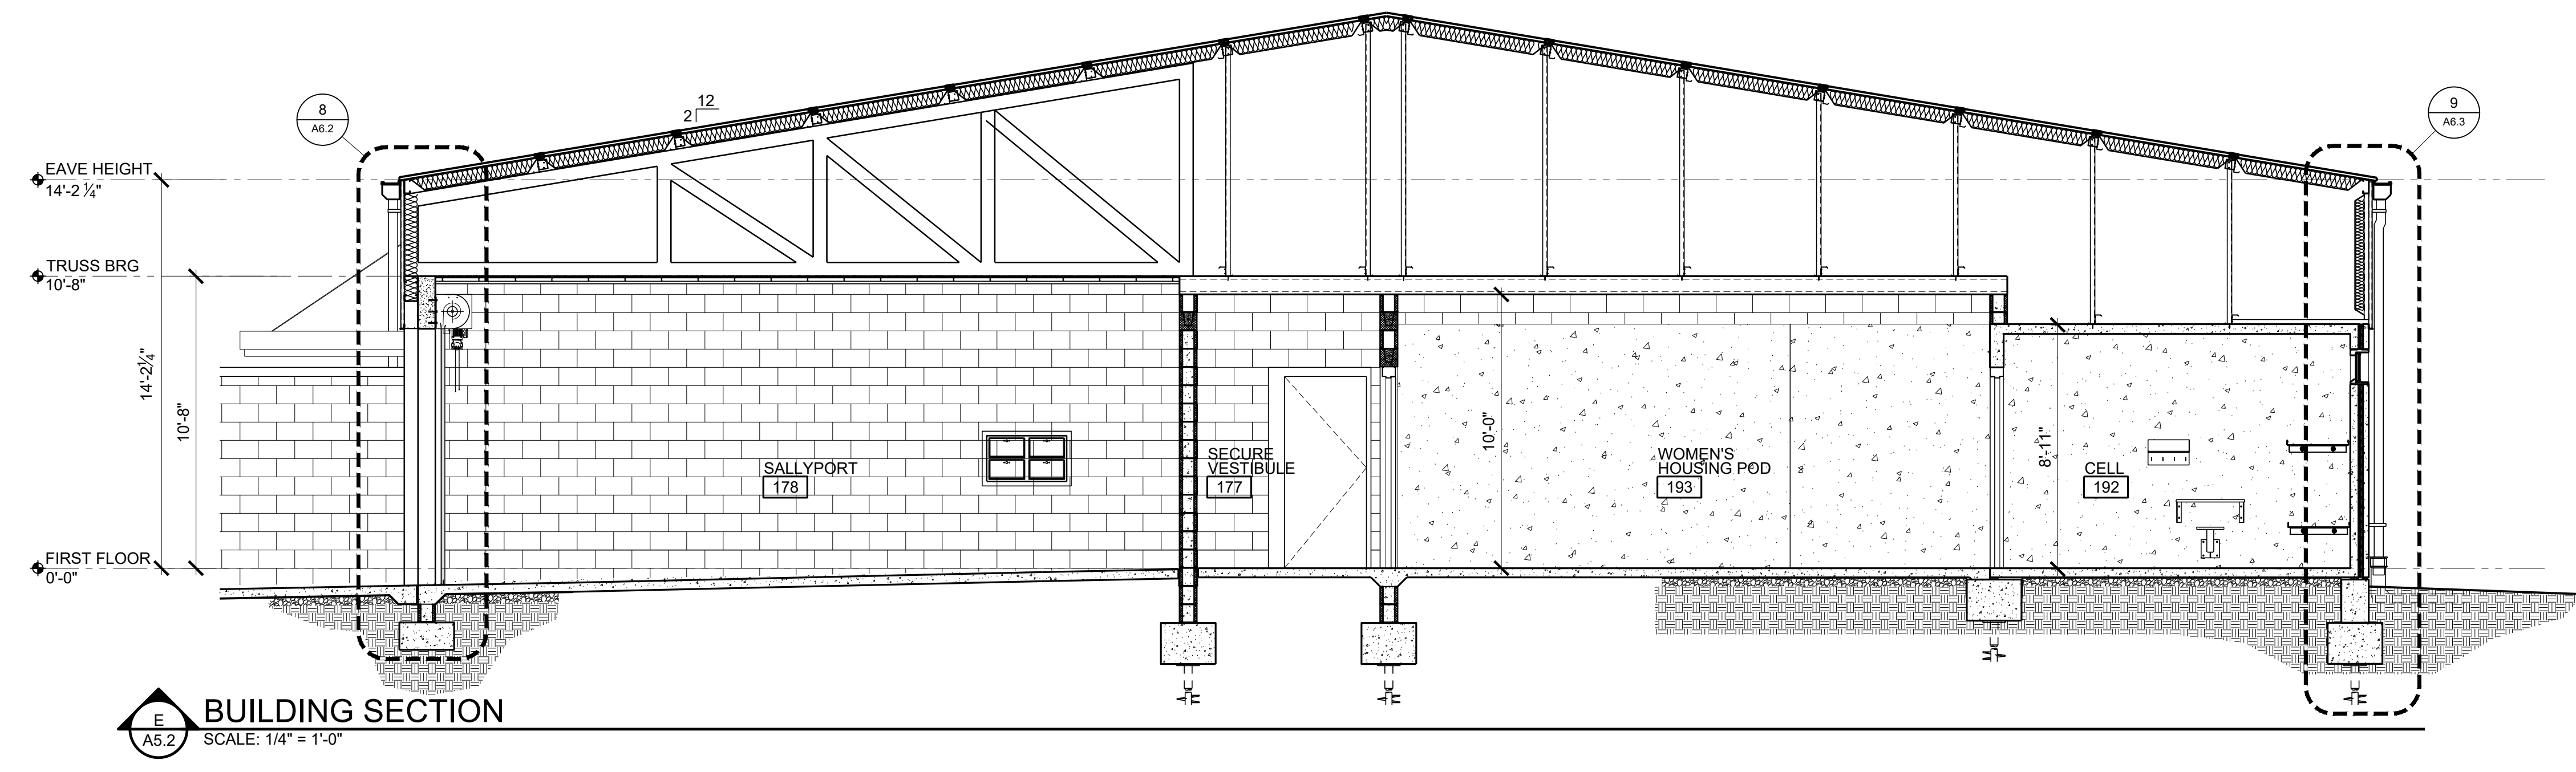 8
A6.2
12
2
9
A6.3
EAVE HEIGHT
14'-2 1/4"
TRUSS BRG
10'-8"
14'-2 1/4"
10'-8"
10'-0"
8'-11"
SALLYPORT
178
SECURE
VESTIBULE
177
WOMEN'S
HOUSING POD
193
CELL
192
FIRST FLOOR
0'-0"
E
A5.2
BUILDING SECTION
SCALE: 1/4" = 1'-0"